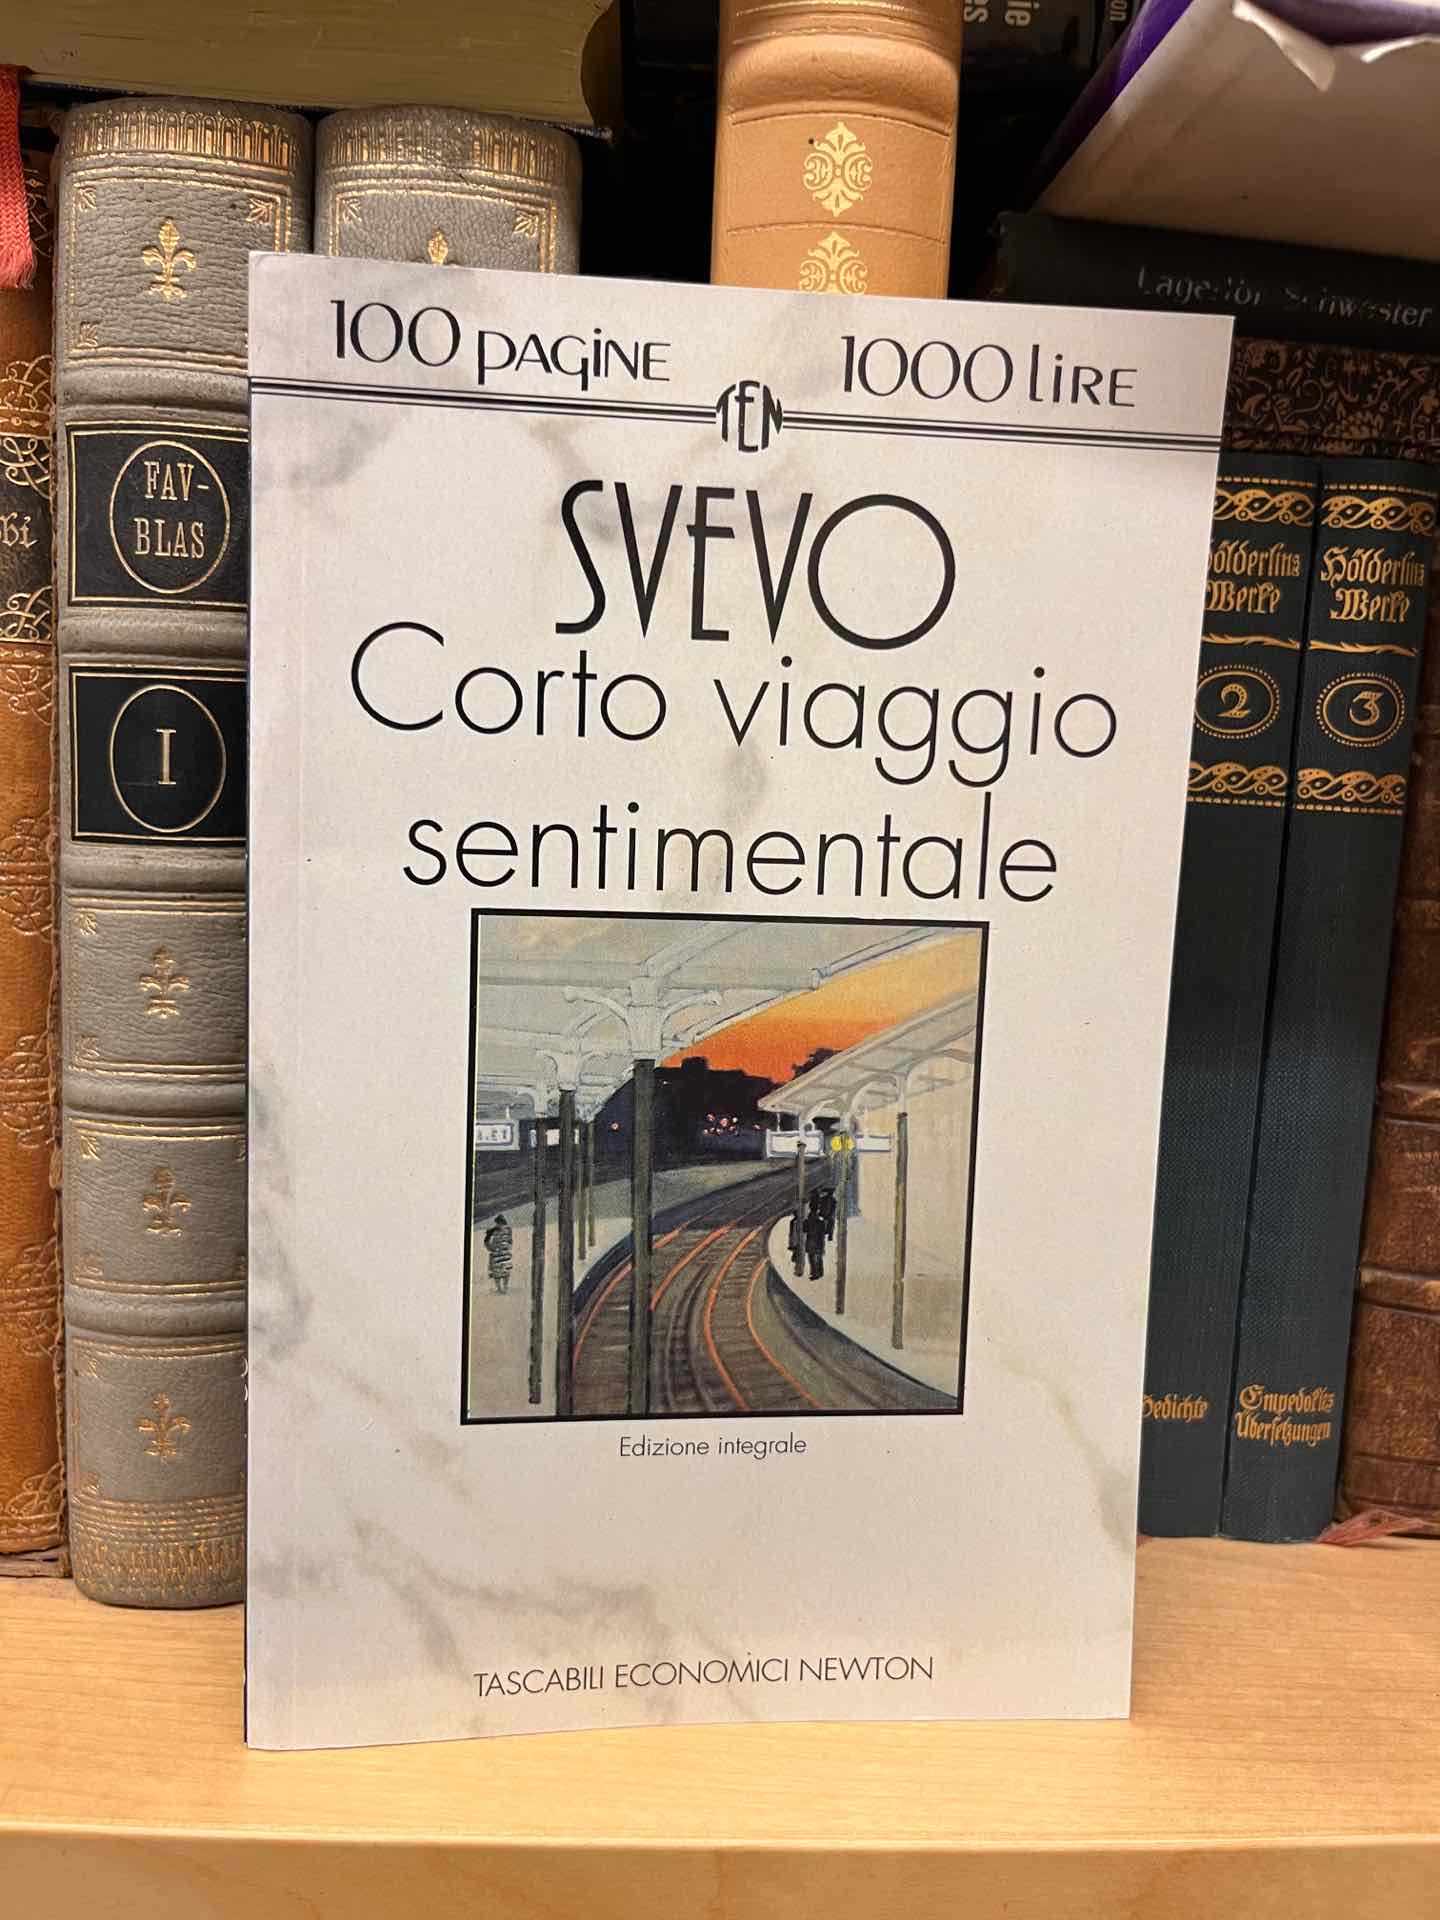 100 PAGINE
1000 LIRE
TEN
SVEVO
Corto viaggio
sentimentale
Edizione integrale
TASCABILI ECONOMICI NEWTON
FAV-
BLAS
I
Hölderlins
Werke
2
Gedichte
Hölderlins
Werke
3
Empedokles
Übersetzungen
Schwester